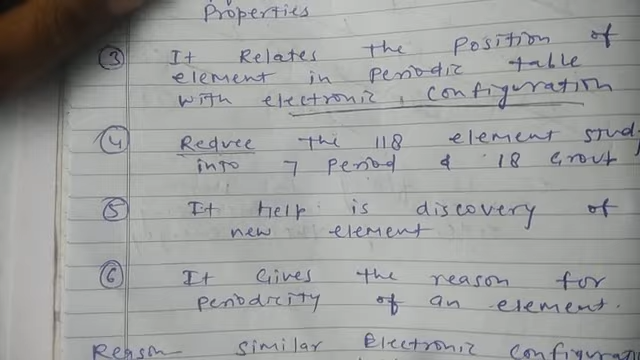 Properties
③ It Relates the Position of
element in Periodic table
with electronic configuration
④ Reduce the 118 element study
into 7 Period & 18 Group
⑤ It help is discovery of
new element
⑥ It Gives the reason for
periodicity of an element.
Reason Similar Electronic Configuran